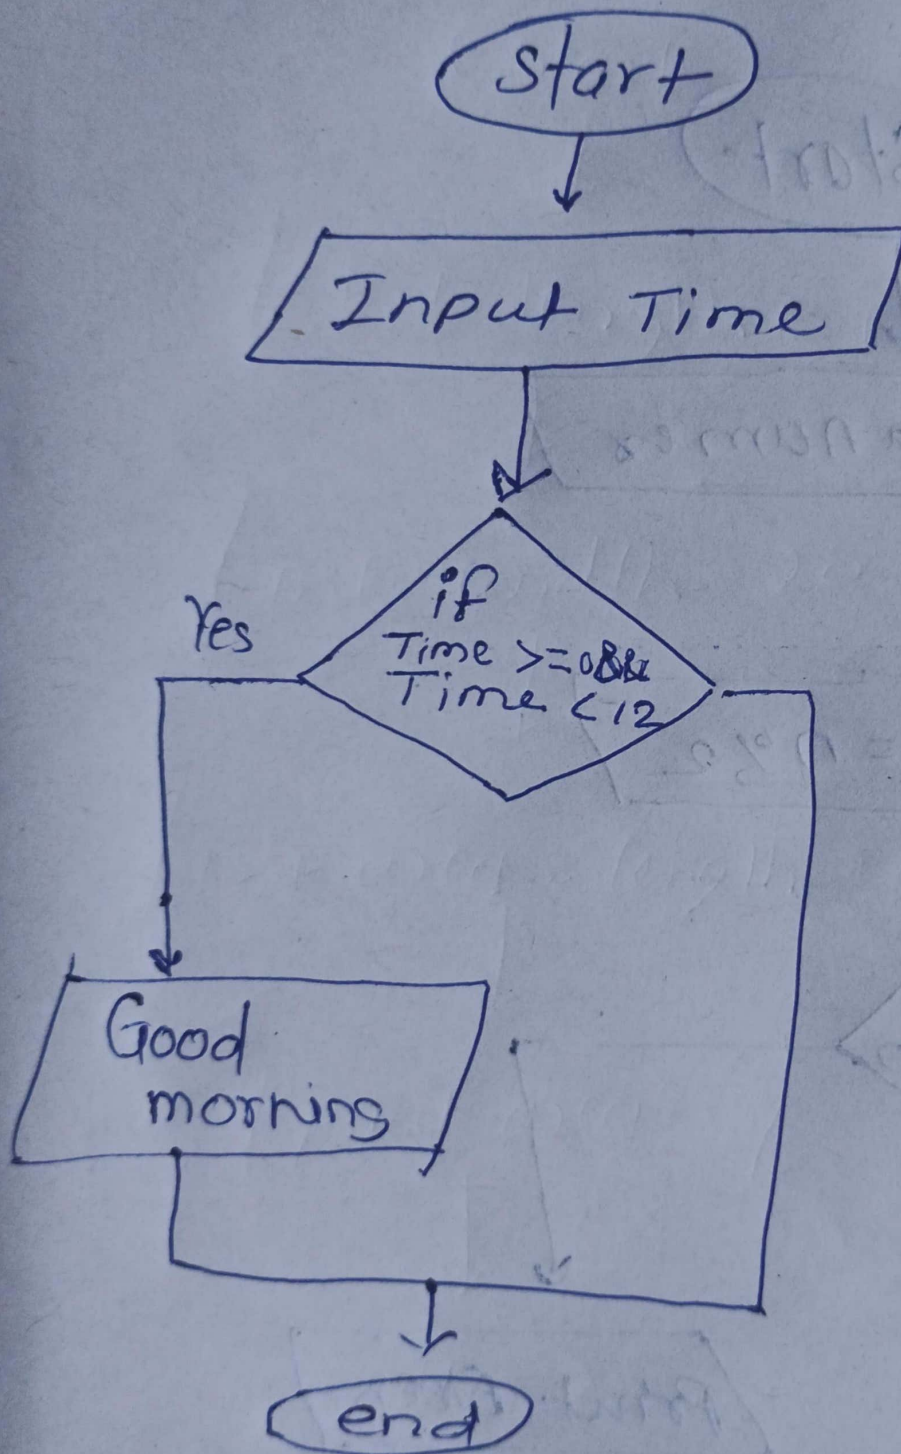 Start
Input Time
if
Yes
Time >=0&&
Time <12
Good
morning
end